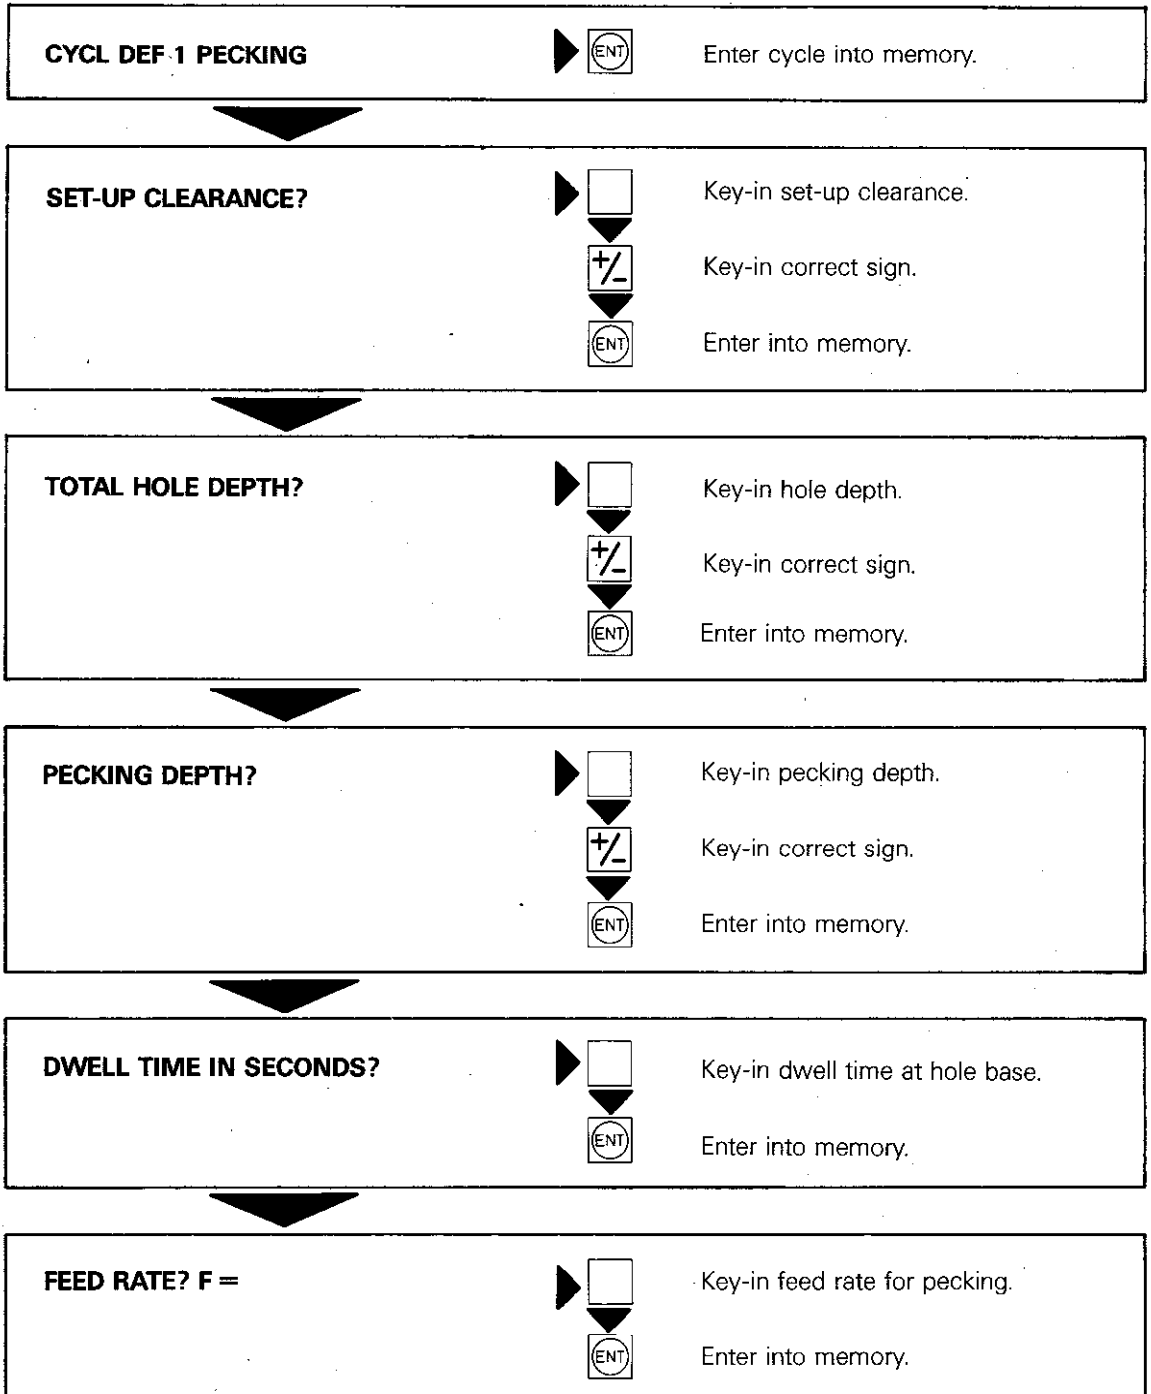 CYCL DEF 1 PECKING
ENT Enter cycle into memory.
SET-UP CLEARANCE?
Key-in set-up clearance.
+/- Key-in correct sign.
ENT Enter into memory.
TOTAL HOLE DEPTH?
Key-in hole depth.
+/- Key-in correct sign.
ENT Enter into memory.
PECKING DEPTH?
Key-in pecking depth.
+/- Key-in correct sign.
ENT Enter into memory.
DWELL TIME IN SECONDS?
Key-in dwell time at hole base.
ENT Enter into memory.
FEED RATE? F =
Key-in feed rate for pecking.
ENT Enter into memory.